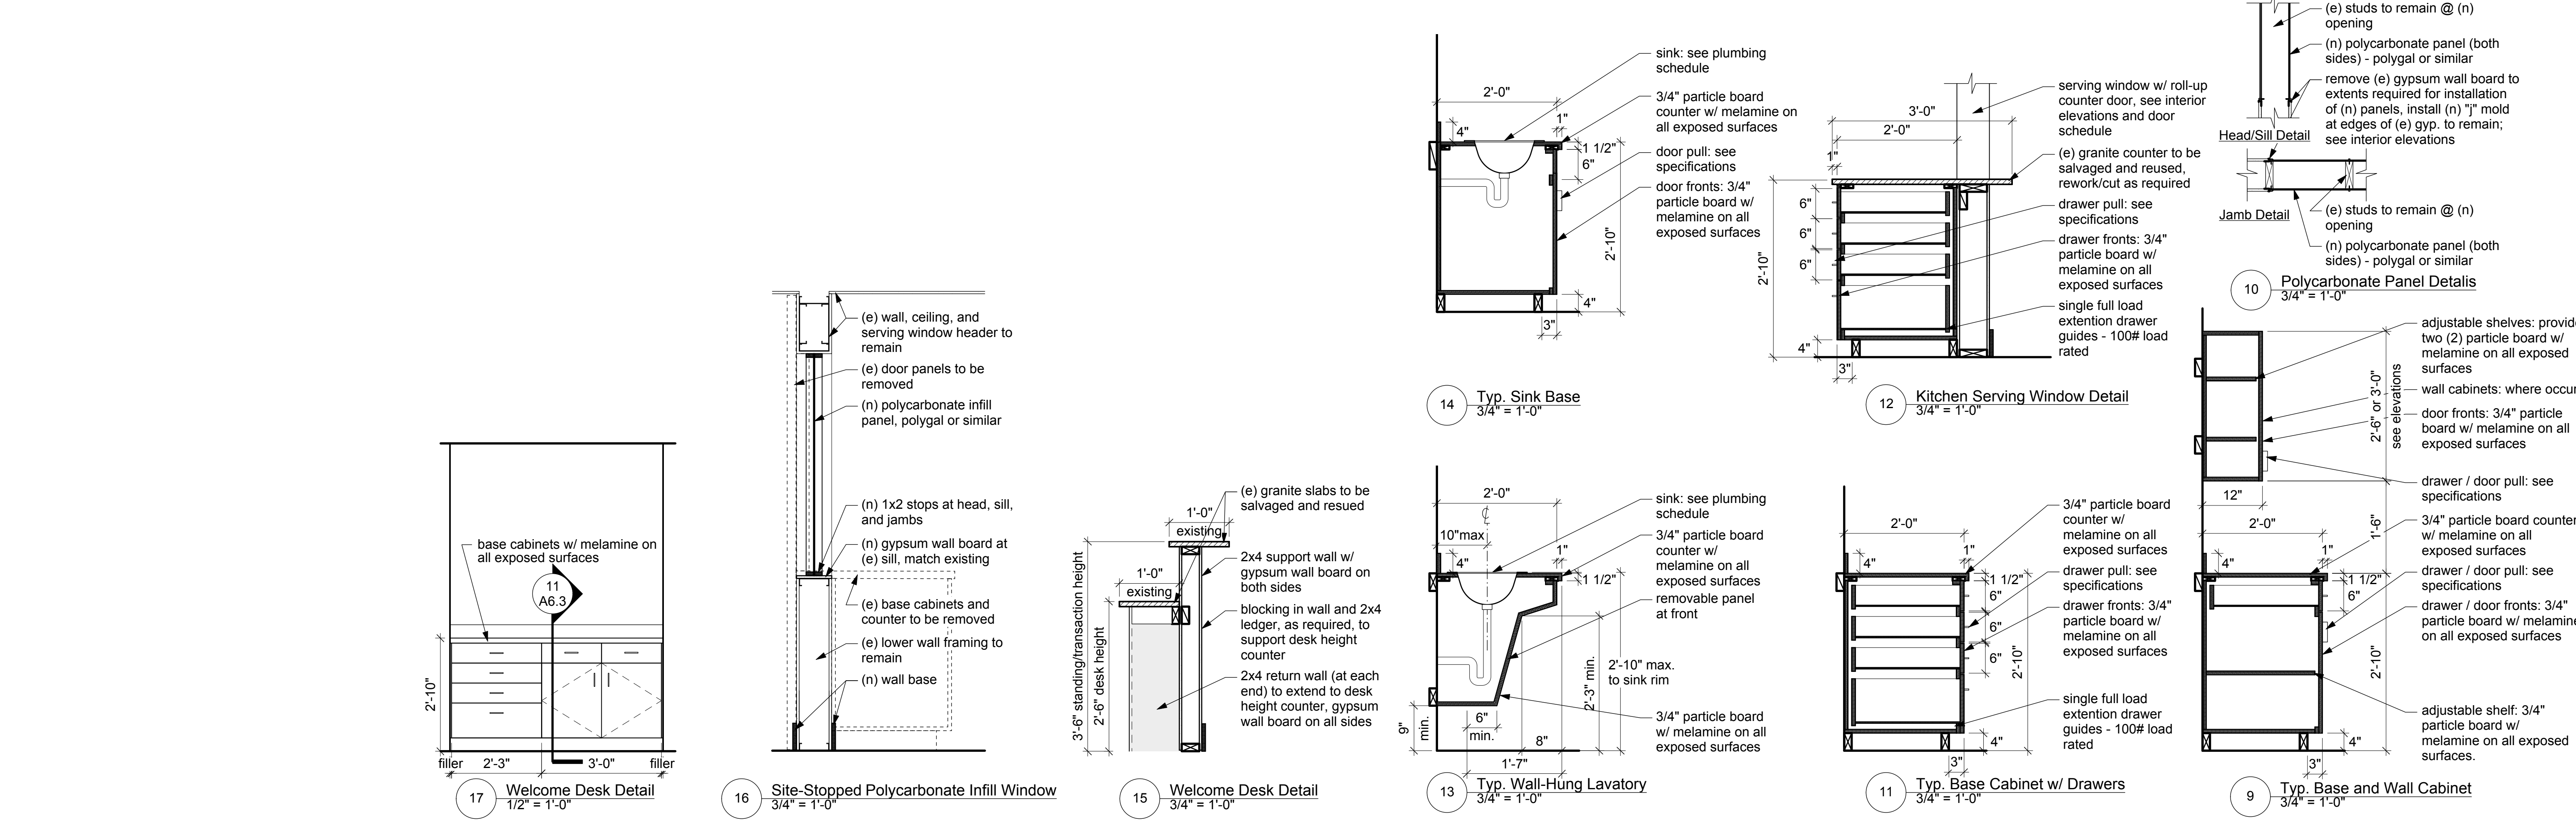 base cabinets w/ melamine on
all exposed surfaces
11
A6.3
2'-10"
filler
2'-3"
3'-0"
filler
17
Welcome Desk Detail
1/2" = 1'-0"
(e) wall, ceiling, and
serving window header to
remain
(e) door panels to be
removed
(n) polycarbonate infill
panel, polygal or similar
(n) 1x2 stops at head, sill,
and jambs
(n) gypsum wall board at
(e) sill, match existing
(e) base cabinets and
counter to be removed
(e) lower wall framing to
remain
(n) wall base
16
Site-Stopped Polycarbonate Infill Window
3/4" = 1'-0"
(e) granite slabs to be
salvaged and resued
1'-0"
existing
1'-0"
existing
3'-6" standing/transaction height
2'-6" desk height
2x4 support wall w/
gypsum wall board on
both sides
blocking in wall and 2x4
ledger, as required, to
support desk height
counter
2x4 return wall (at each
end) to extend to desk
height counter, gypsum
wall board on all sides
15
Welcome Desk Detail
3/4" = 1'-0"
2'-0"
4"
1"
1 1/2"
6"
2'-10"
4"
3"
sink: see plumbing
schedule
3/4" particle board
counter w/ melamine on
all exposed surfaces
door pull: see
specifications
door fronts: 3/4"
particle board w/
melamine on all
exposed surfaces
14
Typ. Sink Base
3/4" = 1'-0"
2'-0"
10"max
4"
1"
1 1/2"
2'-10" max.
to sink rim
2'-3" min.
9"
min.
6"
min.
8"
1'-7"
sink: see plumbing
schedule
3/4" particle board
counter w/
melamine on all
exposed surfaces
removable panel
at front
3/4" particle board
w/ melamine on all
exposed surfaces
13
Typ. Wall-Hung Lavatory
3/4" = 1'-0"
3'-0"
2'-0"
1"
6"
6"
6"
2'-10"
4"
3"
serving window w/ roll-up
counter door, see interior
elevations and door
schedule
(e) granite counter to be
salvaged and reused,
rework/cut as required
drawer pull: see
specifications
drawer fronts: 3/4"
particle board w/
melamine on all
exposed surfaces
single full load
extention drawer
guides - 100# load
rated
12
Kitchen Serving Window Detail
3/4" = 1'-0"
2'-0"
4"
1"
1 1/2"
6"
6"
6"
2'-10"
4"
3"
3/4" particle board
counter w/
melamine on all
exposed surfaces
drawer pull: see
specifications
drawer fronts: 3/4"
particle board w/
melamine on all
exposed surfaces
single full load
extention drawer
guides - 100# load
rated
11
Typ. Base Cabinet w/ Drawers
3/4" = 1'-0"
(e) studs to remain @ (n)
opening
(n) polycarbonate panel (both
sides) - polygal or similar
remove (e) gypsum wall board to
extents required for installation
of (n) panels, install (n) "j" mold
at edges of (e) gyp. to remain;
see interior elevations
Head/Sill Detail
Jamb Detail
(e) studs to remain @ (n)
opening
(n) polycarbonate panel (both
sides) - polygal or similar
10
Polycarbonate Panel Detalis
3/4" = 1'-0"
2'-6" or 3'-0"
see elevations
12"
1'-6"
2'-0"
4"
1"
1 1/2"
6"
2'-10"
4"
3"
adjustable shelves: provid
two (2) particle board w/
melamine on all exposed
surfaces
wall cabinets: where occur
door fronts: 3/4" particle
board w/ melamine on all
exposed surfaces
drawer / door pull: see
specifications
3/4" particle board counter
w/ melamine on all
exposed surfaces
drawer / door pull: see
specifications
drawer / door fronts: 3/4"
particle board w/ melamine
on all exposed surfaces
adjustable shelf: 3/4"
particle board w/
melamine on all exposed
surfaces.
9
Typ. Base and Wall Cabinet
3/4" = 1'-0"